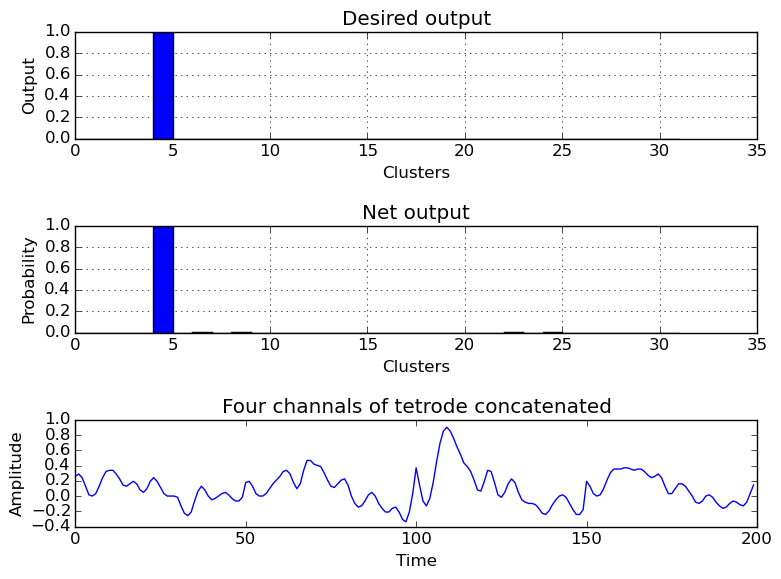 Desired output
1.0
0.8
0.6
0.4
0.2
0.0
Output
0 5 10 15 20 25 30 35
Clusters
Net output
1.0
0.8
0.6
0.4
0.2
0.0
Probability
0 5 10 15 20 25 30 35
Clusters
Four channals of tetrode concatenated
1.0
0.8
0.6
0.4
0.2
0.0
−0.2
−0.4
Amplitude
0 50 100 150 200
Time